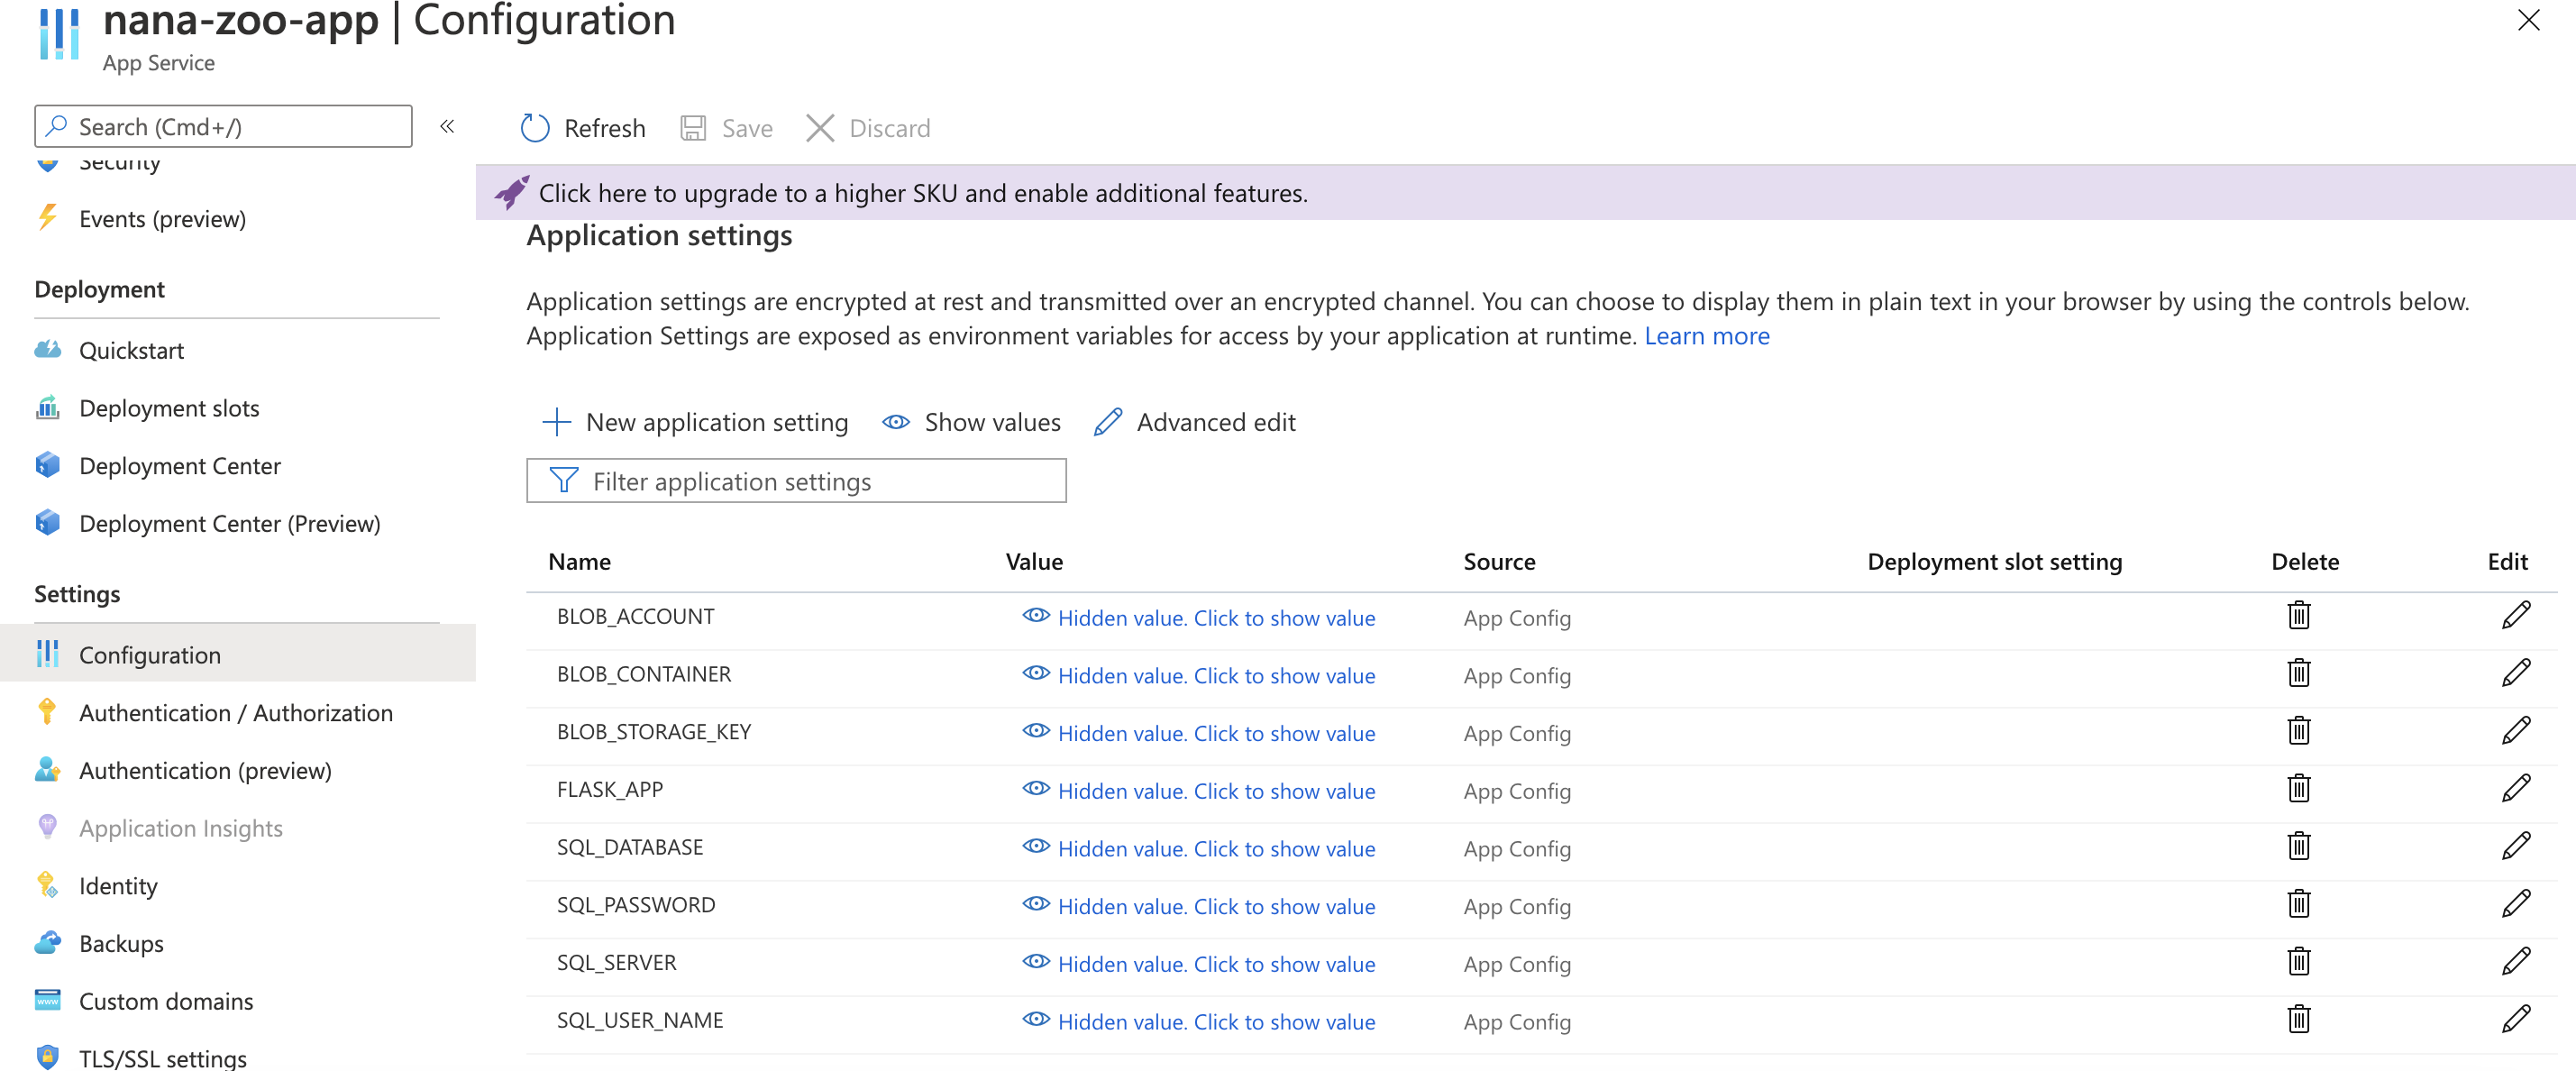 nana-zoo-app | Configuration
App Service
Search (Cmd+/)
«
Security
Events (preview)
Deployment
Quickstart
Deployment slots
Deployment Center
Deployment Center (Preview)
Settings
Configuration
Authentication / Authorization
Authentication (preview)
Application Insights
Identity
Backups
Custom domains
TLS/SSL settings
Refresh Save Discard
Click here to upgrade to a higher SKU and enable additional features.
Application settings
Application settings are encrypted at rest and transmitted over an encrypted channel. You can choose to display them in plain text in your browser by using the controls below.
Application Settings are exposed as environment variables for access by your application at runtime. Learn more
New application setting Show values Advanced edit
Filter application settings
Name Value Source Deployment slot setting Delete Edit
BLOB_ACCOUNT Hidden value. Click to show value App Config
BLOB_CONTAINER Hidden value. Click to show value App Config
BLOB_STORAGE_KEY Hidden value. Click to show value App Config
FLASK_APP Hidden value. Click to show value App Config
SQL_DATABASE Hidden value. Click to show value App Config
SQL_PASSWORD Hidden value. Click to show value App Config
SQL_SERVER Hidden value. Click to show value App Config
SQL_USER_NAME Hidden value. Click to show value App Config